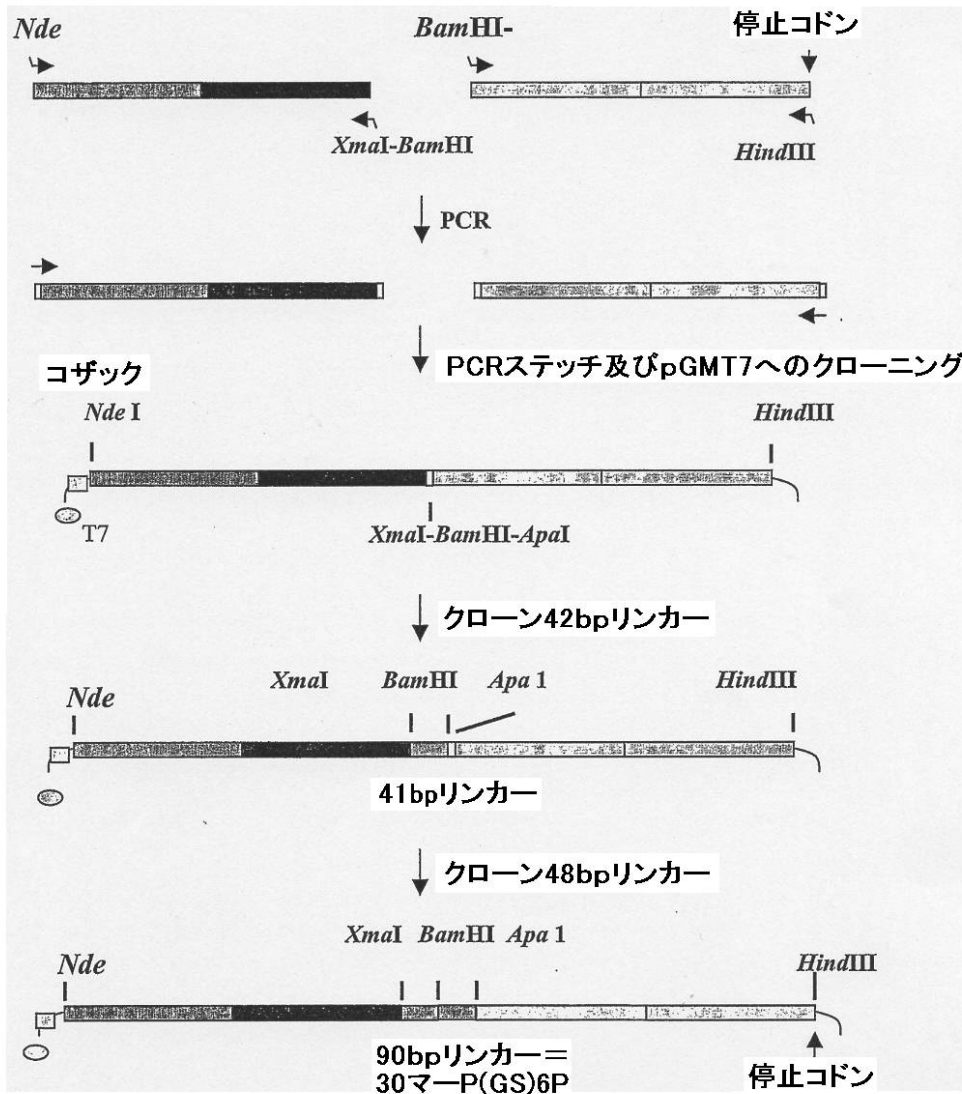 Nde
BamHI-
停止コドン
XmaI-BamHI
HindIII
PCR
PCRステッチ及びpGMT7へのクローニング
コザック
Nde I
HindIII
T7
XmaI-BamHI-ApaI
クローン42bpリンカー
XmaI BamHI Apa 1 HindIII
Nde
41bpリンカー
クローン48bpリンカー
XmaI BamHI Apa 1
Nde
HindIII
90bpリンカー＝
30マーP(GS)6P
停止コドン